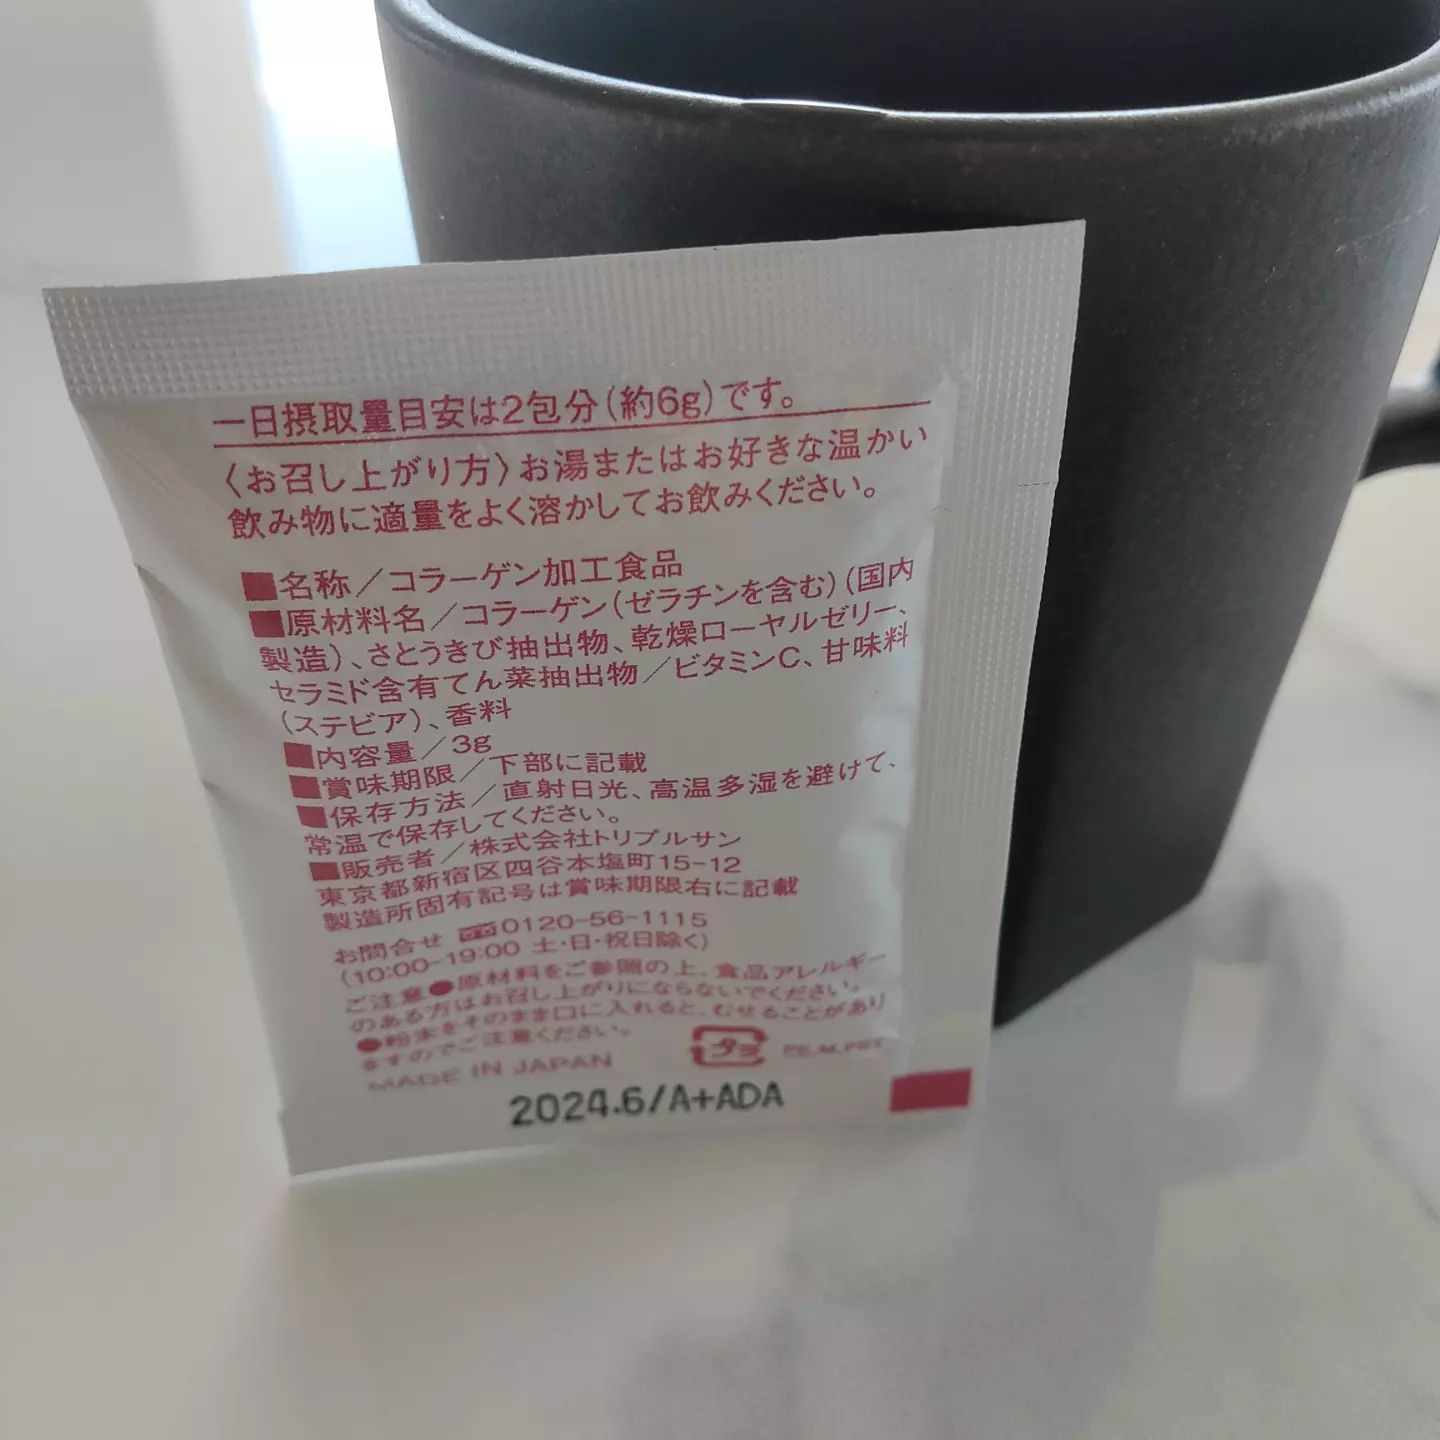 一日摂取量目安は2包分(約6g)です。
〈お召し上がり方〉お湯またはお好きな温かい
飲み物に適量をよく溶かしてお飲みください。
■名称/コラーゲン加工食品
■原材料名/コラーゲン(ゼラチンを含む)(国内
製造)、さとうきび抽出物、乾燥ローヤルゼリー、
セラミド含有てん菜抽出物/ビタミンC、甘味料
(ステビア)、香料
■内容量/3g
■賞味期限/下部に記載
■保存方法/直射日光、高温多湿を避けて、
常温で保存してください。
■販売者/株式会社トリプルサン
東京都新宿区四谷本塩町15-12
製造所固有記号は賞味期限右に記載
お問合せ 0120-56-1115
(10:00-19:00 土・日・祝日除く)
ご注意●原材料をご参照の上、食品アレルギー
のある方はお召し上がりにならないでください。
●粉末をそのまま口に入れると、むせることがあり
ますのでご注意ください。
プラ
MADE IN JAPAN
2024.6/A+ADA